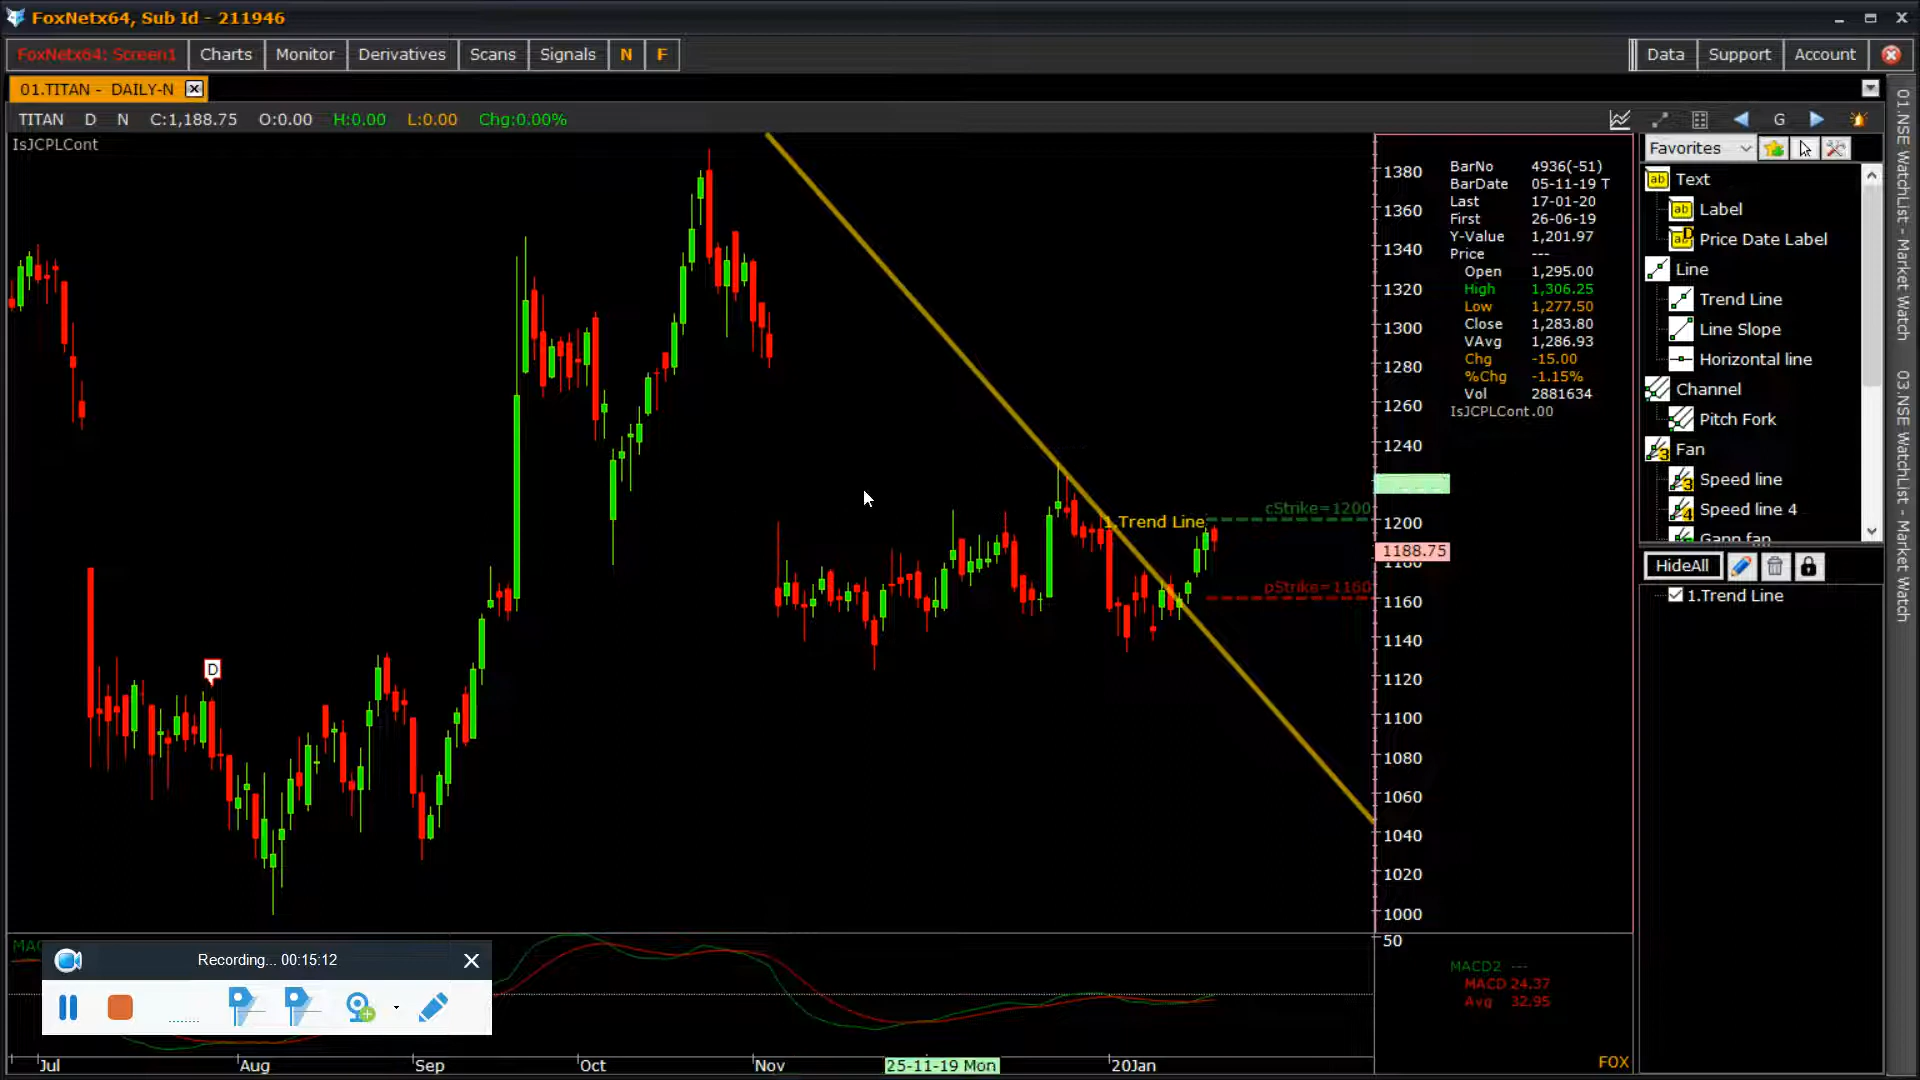 FoxNetx64, Sub Id - 211946
FoxNetx64: Screen1 Charts Monitor Derivatives Scans Signals N F Data Support Account
01.TITAN - DAILY-N
TITAN D N C:1,188.75 O:0.00 H:0.00 L:0.00 Chg:0.00% G
IsJCPLCont
BarNo 4936(-51)
BarDate 05-11-19 T
Last 17-01-20
First 26-06-19
Y-Value 1,201.97
Price ---
Open 1,295.00
High 1,306.25
Low 1,277.50
Close 1,283.80
VAvg 1,286.93
Chg -15.00
%Chg -1.15%
Vol 2881634
IsJCPLCont.00
1380
1360
1340
1320
1300
1280
1260
1240
1200
1188.75
1180
1160
1140
1120
1100
1080
1060
1040
1020
1000
cStrike=1200
1.Trend Line
pStrike=1160
D
Favorites
Text
Label
Price Date Label
Line
Trend Line
Line Slope
Horizontal line
Channel
Pitch Fork
Fan
Speed line
Speed line 4
Gann fan
HideAll
1.Trend Line
01.NSE WatchList - Market Watch
03.NSE WatchList - Market Watch
50
MACD2 ---
MACD 24.37
Avg 32.95
Recording... 00:15:12
Jul Aug Sep Oct Nov 25-11-19 Mon 20Jan
FOX